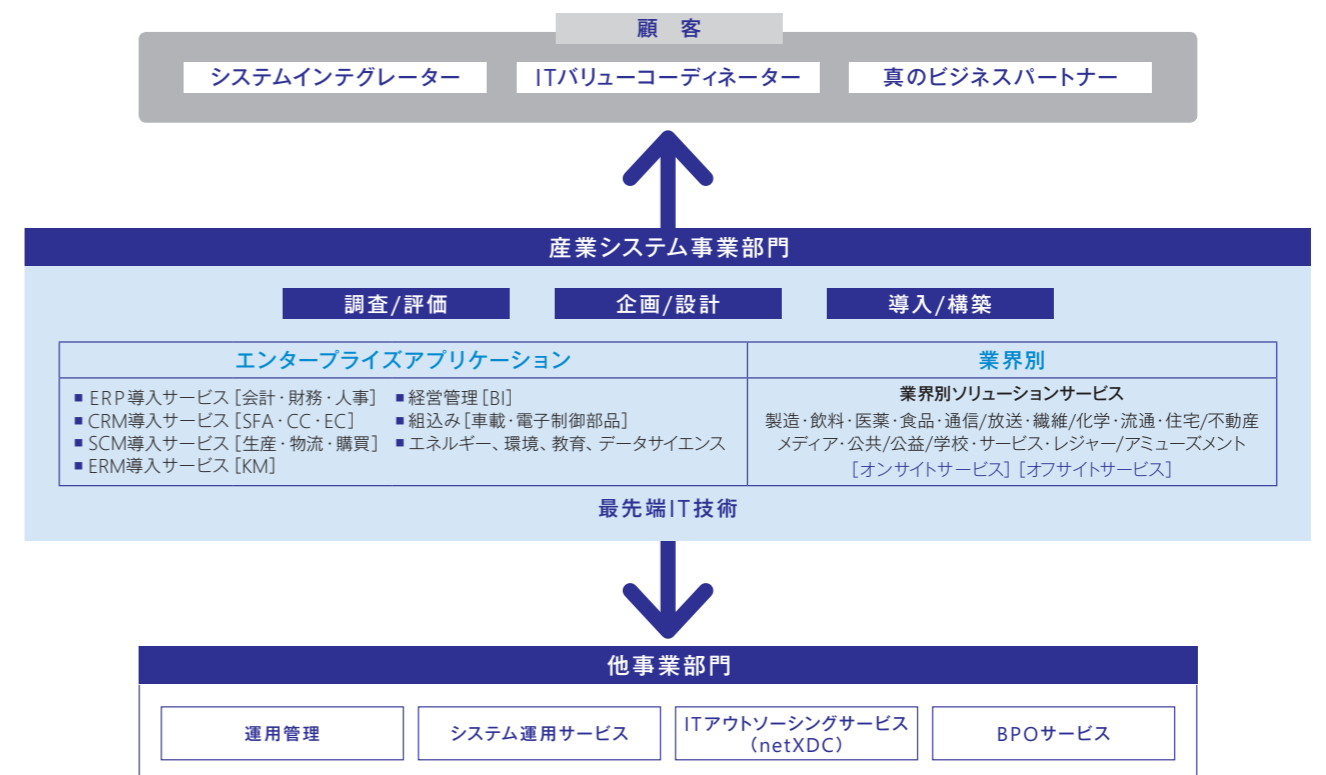 顧 客
システムインテグレーター
ITバリューコーディネーター
真のビジネスパートナー
産業システム事業部門
調査/評価
企画/設計
導入/構築
エンタープライズアプリケーション
■ ERP導入サービス[会計・財務・人事]
■ CRM導入サービス[SFA・CC・EC]
■ SCM導入サービス[生産・物流・購買]
■ ERM導入サービス[KM]
■ 経営管理[BI]
■ 組込み[車載・電子制御部品]
■ エネルギー、環境、教育、データサイエンス
業界別
業界別ソリューションサービス
製造・飲料・医薬・食品・通信/放送・繊維/化学・流通・住宅/不動産
メディア・公共/公益/学校・サービス・レジャー/アミューズメント
[オンサイトサービス] [オフサイトサービス]
最先端IT技術
他事業部門
運用管理
システム運用サービス
ITアウトソーシングサービス
(netXDC)
BPOサービス